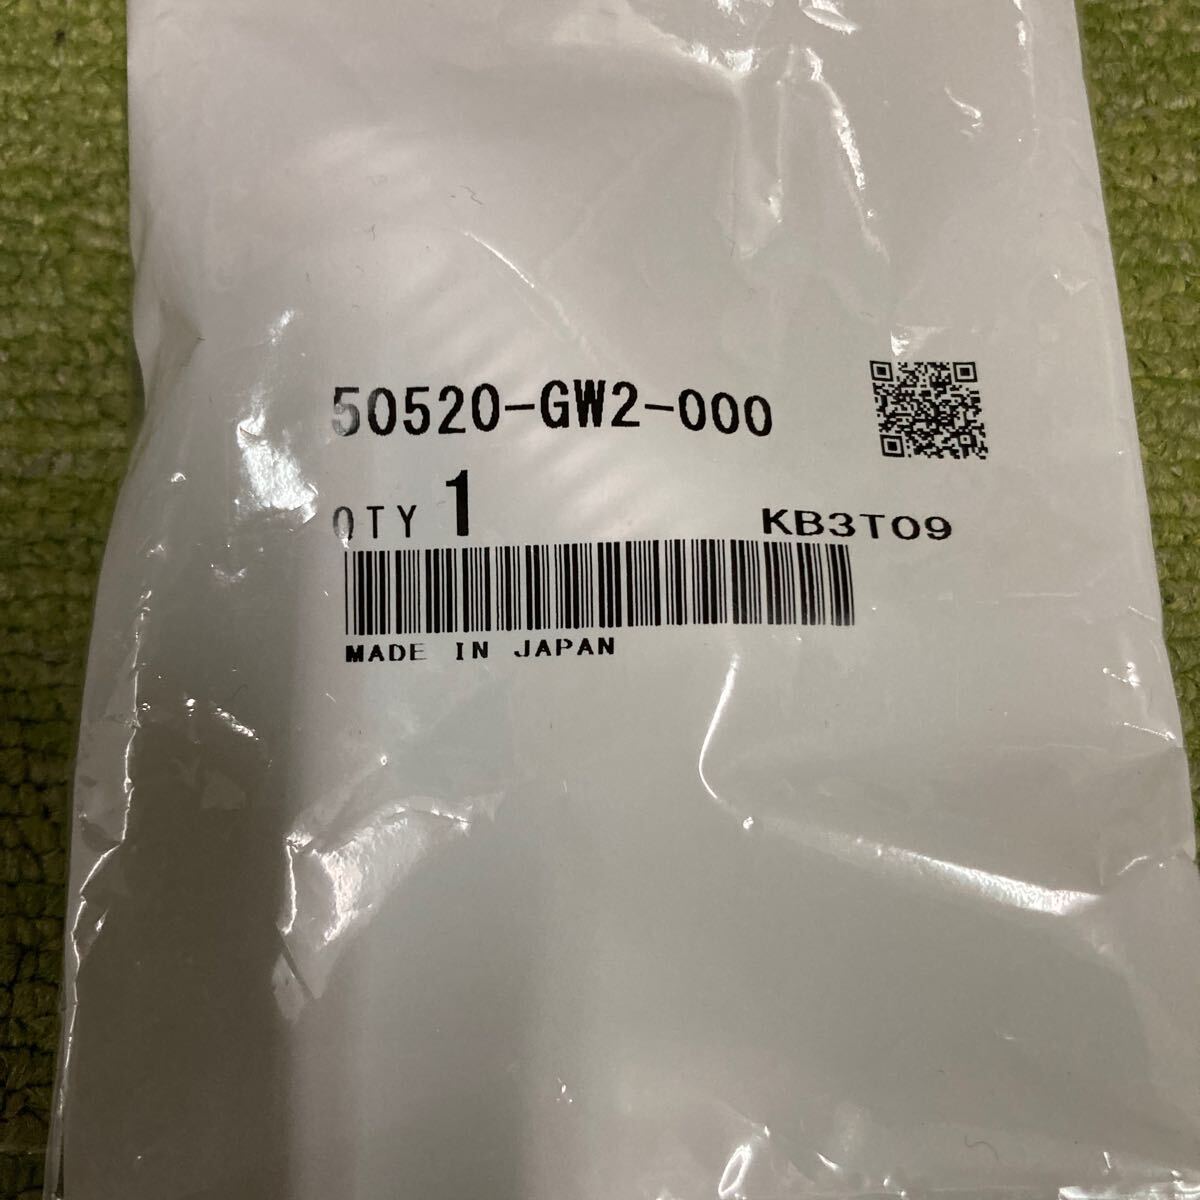 50520-GW2-000
QTY 1 KB3T09
MADE IN JAPAN